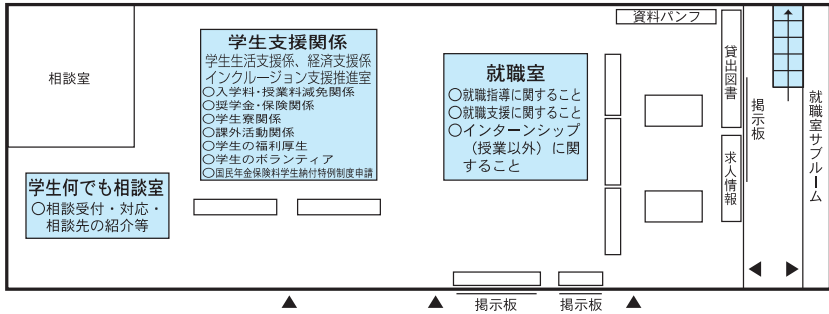 相談室
学生支援関係
学生生活支援係、経済支援係
インクルージョン支援推進室
○入学料・授業料減免関係
○奨学金・保険関係
○学生寮関係
○課外活動関係
○学生の福利厚生
○学生のボランティア
○国民年金保険料学生納付特例制度申請
学生何でも相談室
○相談受付・対応・
相談先の紹介等
就職室
○就職指導に関すること
○就職支援に関すること
○インターンシップ
（授業以外）に関
すること
資料パンフ
貸出図書
求人情報
掲示板
就職室サブルーム
掲示板
掲示板